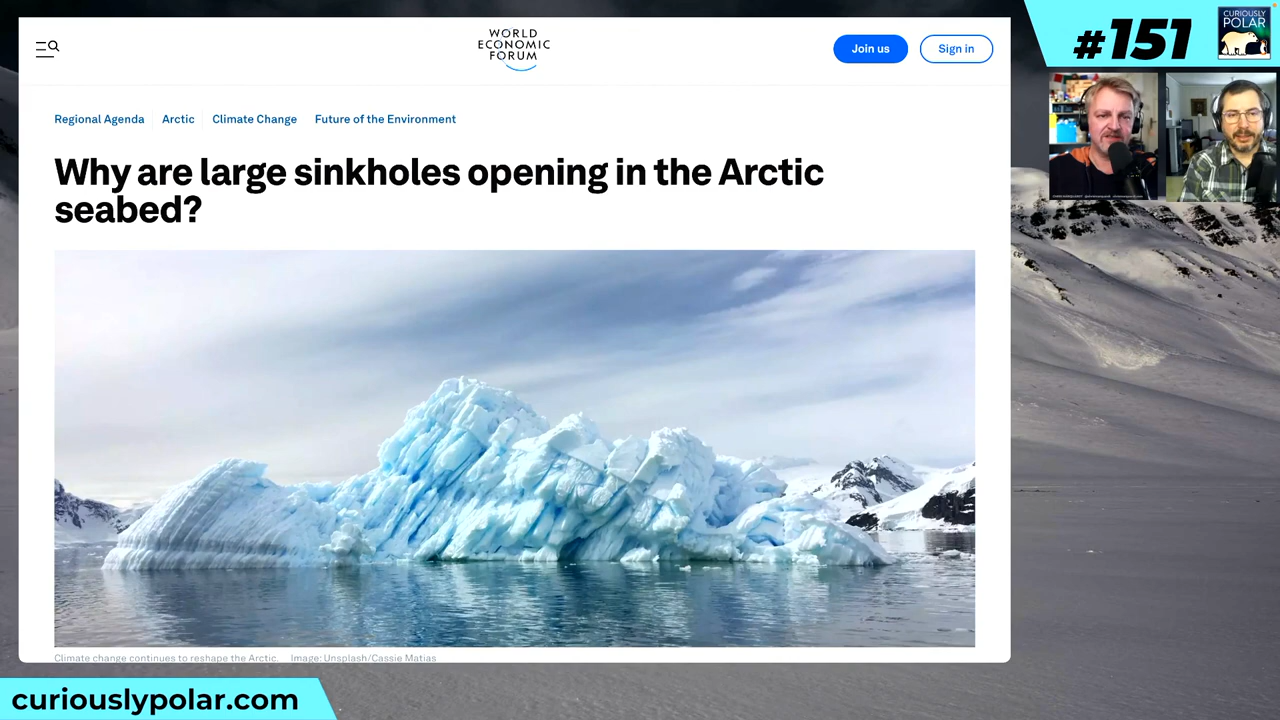 WORLD
ECONOMIC
FORUM
Join us
Sign in
#151
CURIOUSLY
POLAR
Regional Agenda
Arctic
Climate Change
Future of the Environment
Why are large sinkholes opening in the Arctic
seabed?
Climate change continues to reshape the Arctic. Image: Unsplash/Cassie Matias
curiouslypolar.com